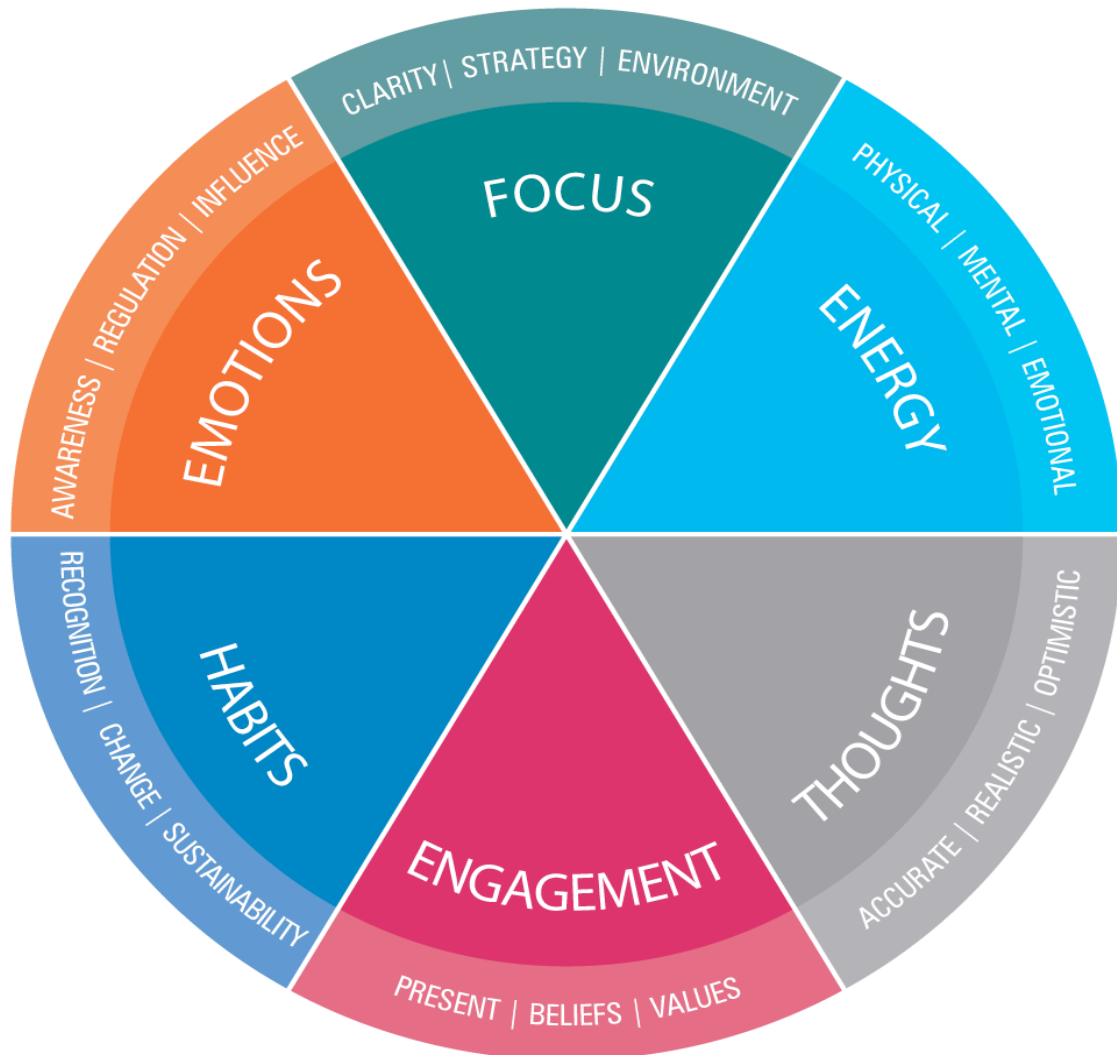 CLARITY | STRATEGY | ENVIRONMENT
FOCUS
PHYSICAL | MENTAL | EMOTIONAL
ENERGY
ACCURATE | REALISTIC | OPTIMISTIC
THOUGHTS
ENGAGEMENT
PRESENT | BELIEFS | VALUES
HABITS
RECOGNITION | CHANGE | SUSTAINABILITY
AWARENESS | REGULATION | INFLUENCE
EMOTIONS